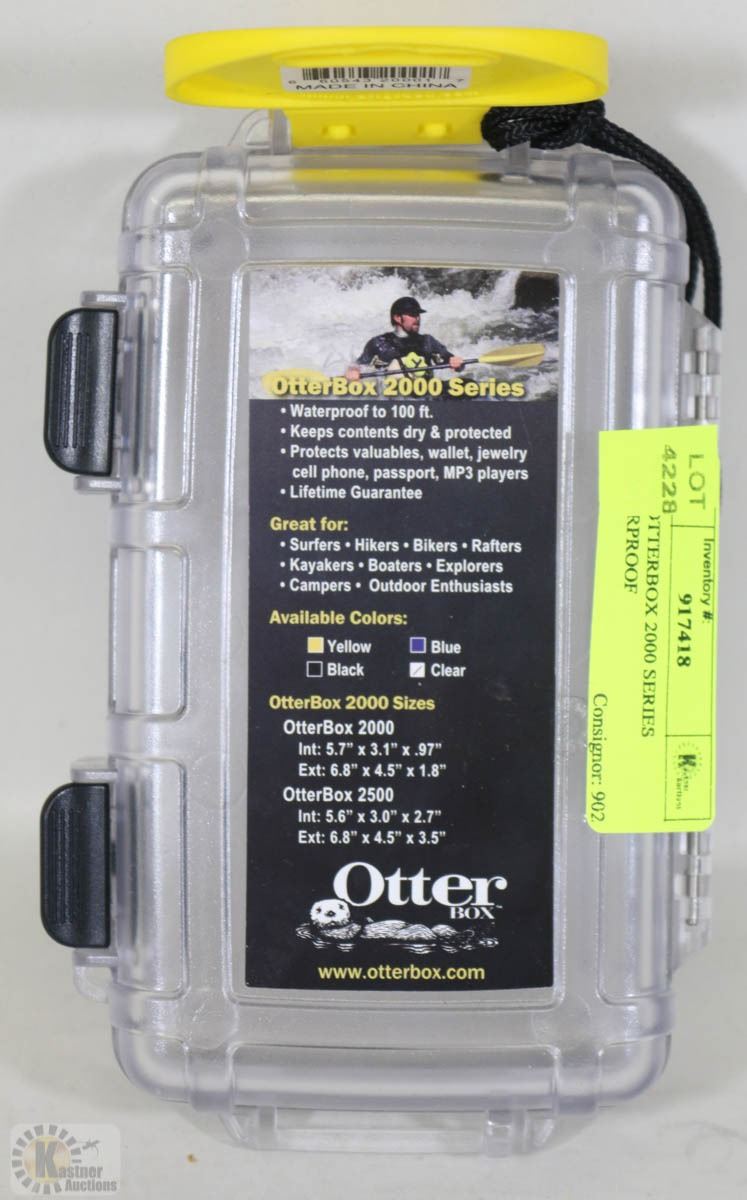 MADE IN CHINA
OtterBox 2000 Series
• Waterproof to 100 ft.
• Keeps contents dry & protected
• Protects valuables, wallet, jewelry
cell phone, passport, MP3 players
• Lifetime Guarantee
Great for:
• Surfers • Hikers • Bikers • Rafters
• Kayakers • Boaters • Explorers
• Campers • Outdoor Enthusiasts
Available Colors:
Yellow Blue
Black Clear
OtterBox 2000 Sizes
OtterBox 2000
Int: 5.7” x 3.1” x .97”
Ext: 6.8” x 4.5” x 1.8”
OtterBox 2500
Int: 5.6” x 3.0” x 2.7”
Ext: 6.8” x 4.5” x 3.5”
Otter
BOX™
www.otterbox.com
LOT
4228
Inventory #:
917418
OTTERBOX 2000 SERIES
RPROOF
Consignor: 902
Kastner
Auctions